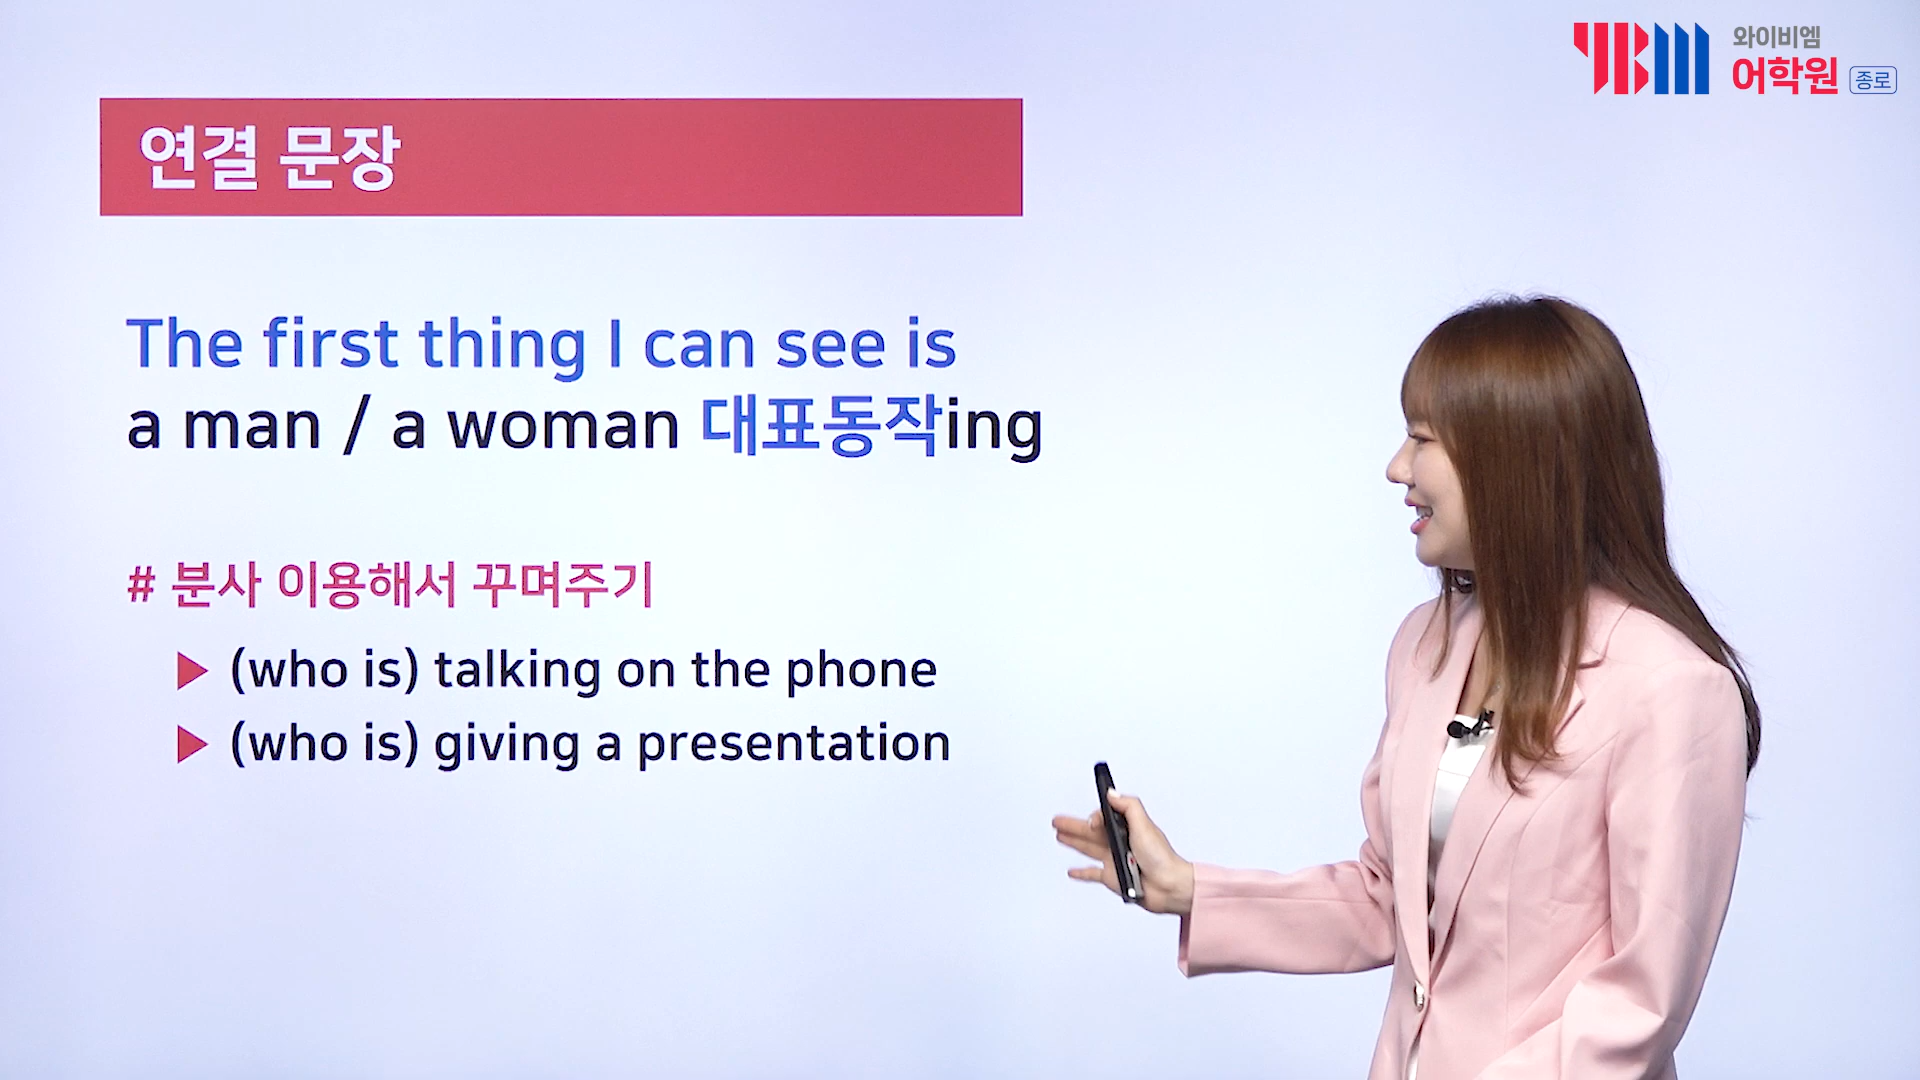 YBM
와이비엠
어학원 종로
연결 문장
The first thing I can see is
a man / a woman 대표동작ing
# 분사 이용해서 꾸며주기
▶ (who is) talking on the phone
▶ (who is) giving a presentation